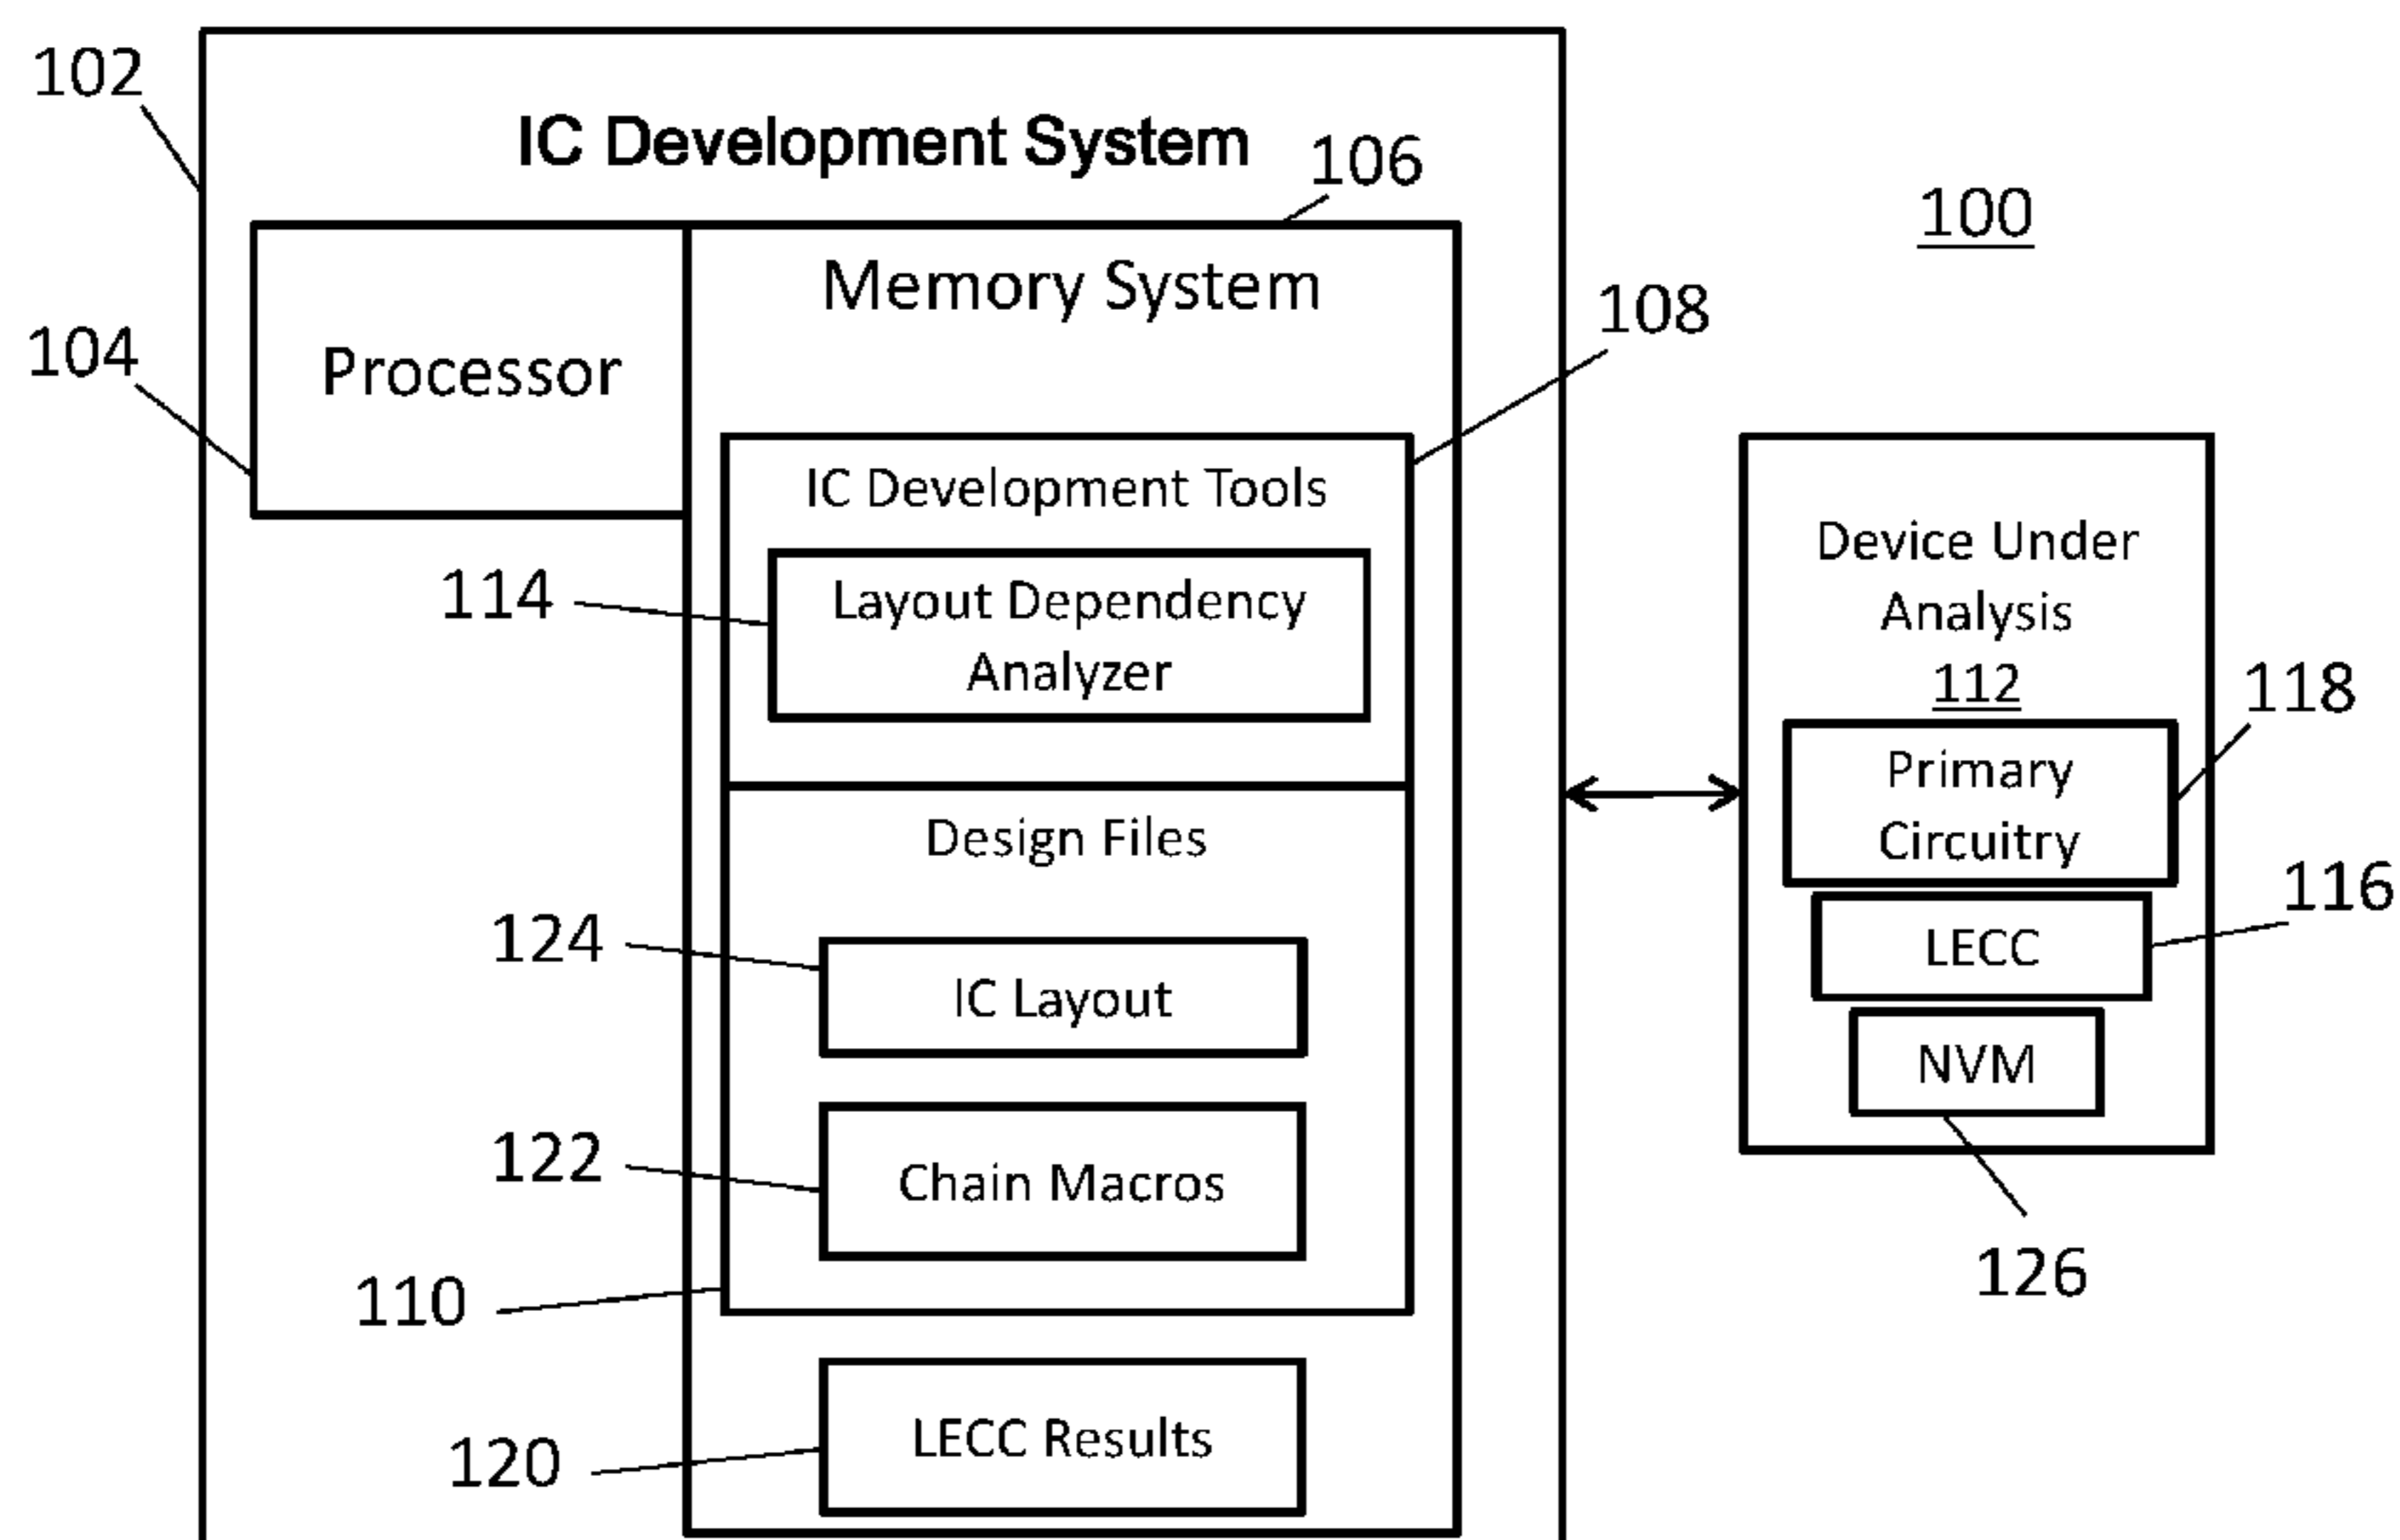 102
IC Development System
106
100
Memory System
108
104
Processor
IC Development Tools
Device Under
Analysis
112
114
Layout Dependency
Analyzer
118
Primary
Circuitry
Design Files
116
124
LECC
IC Layout
NVM
122
Chain Macros
126
110
120
LECC Results